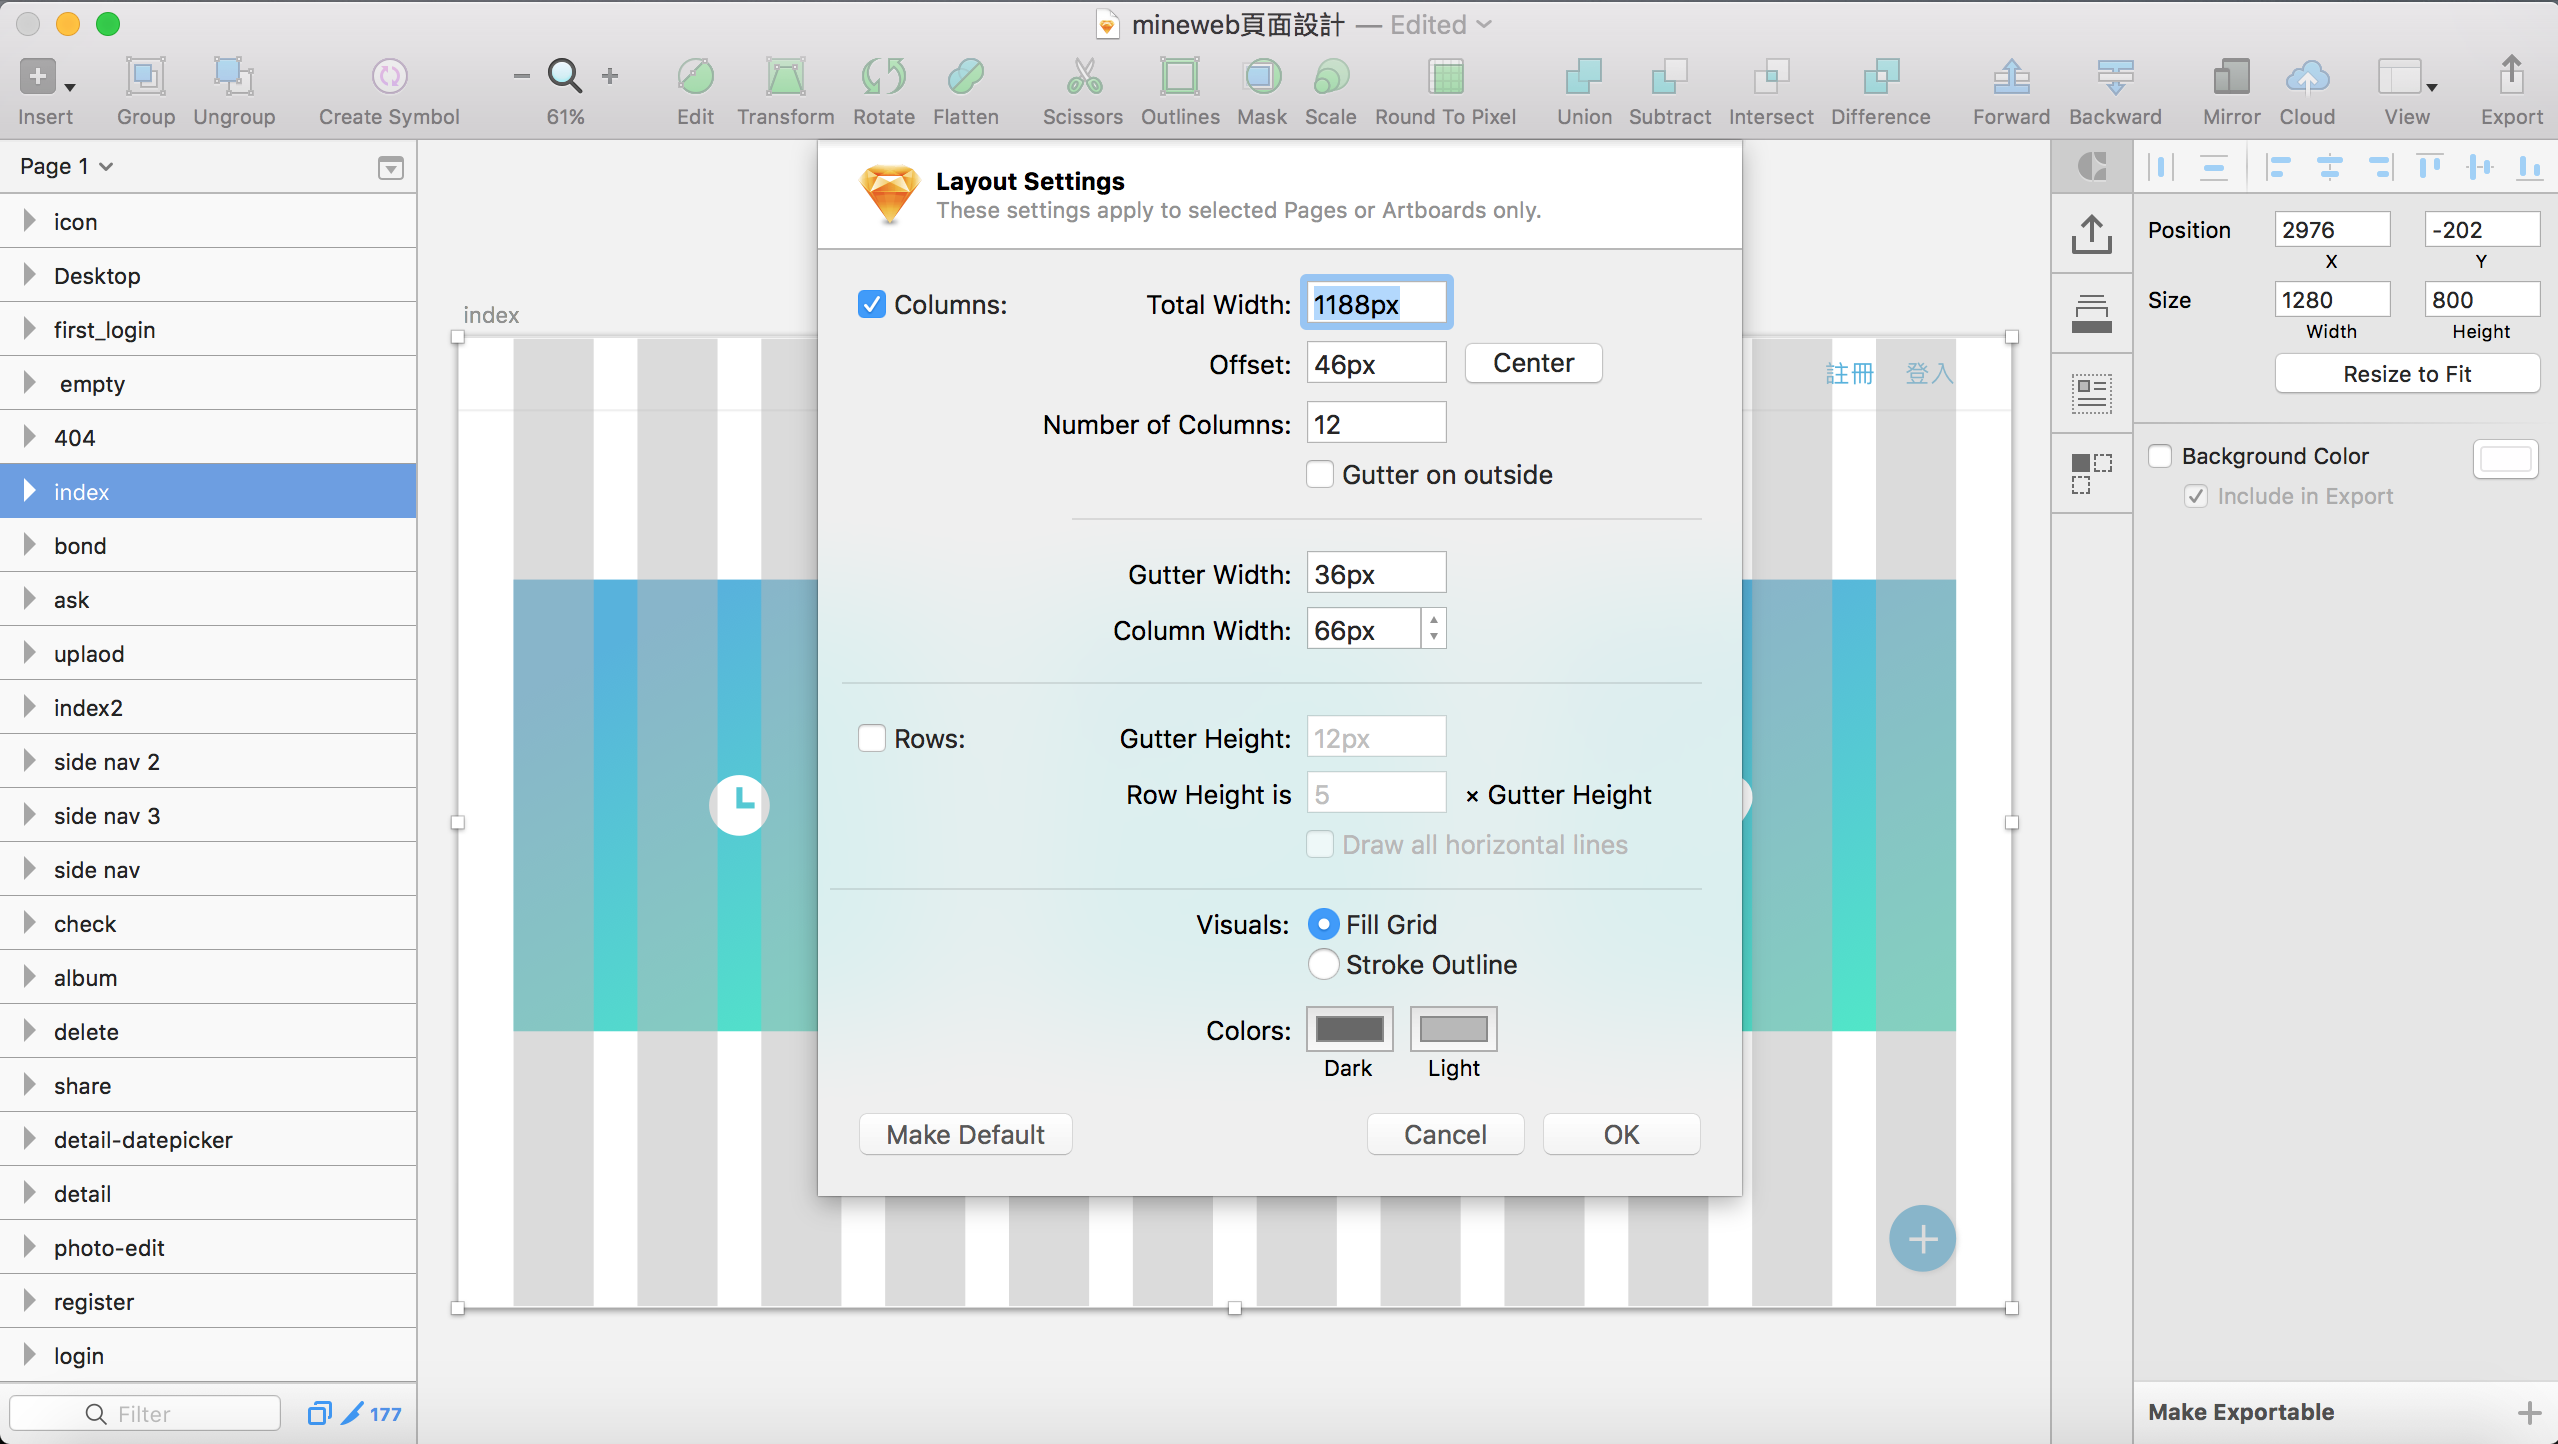 mineweb頁面設計 — Edited
Insert
Group
Ungroup
Create Symbol
61%
Edit
Transform
Rotate
Flatten
Scissors
Outlines
Mask
Scale
Round To Pixel
Union
Subtract
Intersect
Difference
Forward
Backward
Mirror
Cloud
View
Export
Page 1
icon
Desktop
first_login
empty
404
index
bond
ask
uplaod
index2
side nav 2
side nav 3
side nav
check
album
delete
share
detail-datepicker
detail
photo-edit
register
login
Filter
177
index
註冊 登入
Layout Settings
These settings apply to selected Pages or Artboards only.
Columns:
Total Width: 1188px
Offset: 46px Center
Number of Columns: 12
Gutter on outside
Gutter Width: 36px
Column Width: 66px
Rows:
Gutter Height: 12px
Row Height is 5 × Gutter Height
Draw all horizontal lines
Visuals: Fill Grid
Stroke Outline
Colors:
Dark Light
Make Default Cancel OK
Position 2976 -202
X Y
Size 1280 800
Width Height
Resize to Fit
Background Color
Include in Export
Make Exportable